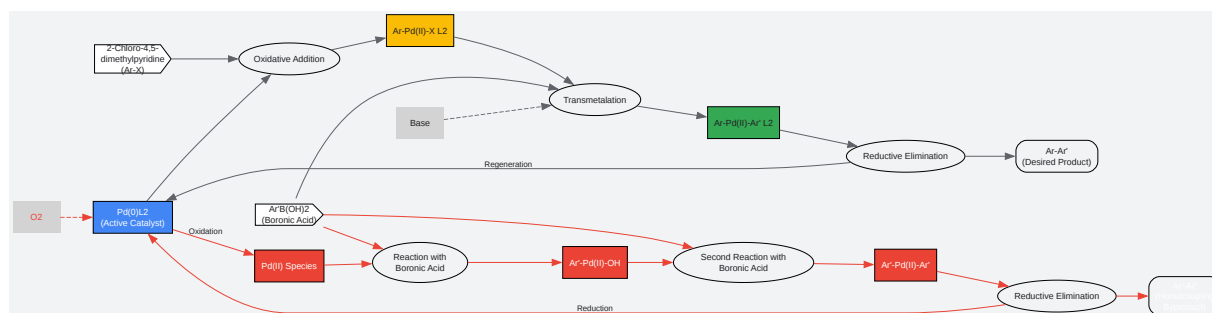 2-Chloro-4,5-
dimethylpyridine
(Ar-X)
Oxidative Addition
Ar-Pd(II)-X L2
Transmetalation
Base
Ar-Pd(II)-Ar' L2
Reductive Elimination
Ar-Ar'
(Desired Product)
Regeneration
O2
Pd(0)L2
(Active Catalyst)
Oxidation
Ar'B(OH)2
(Boronic Acid)
Pd(II) Species
Reaction with
Boronic Acid
Ar'-Pd(II)-OH
Second Reaction with
Boronic Acid
Ar'-Pd(II)-Ar'
Reductive Elimination
Ar'-Ar'
Reduction